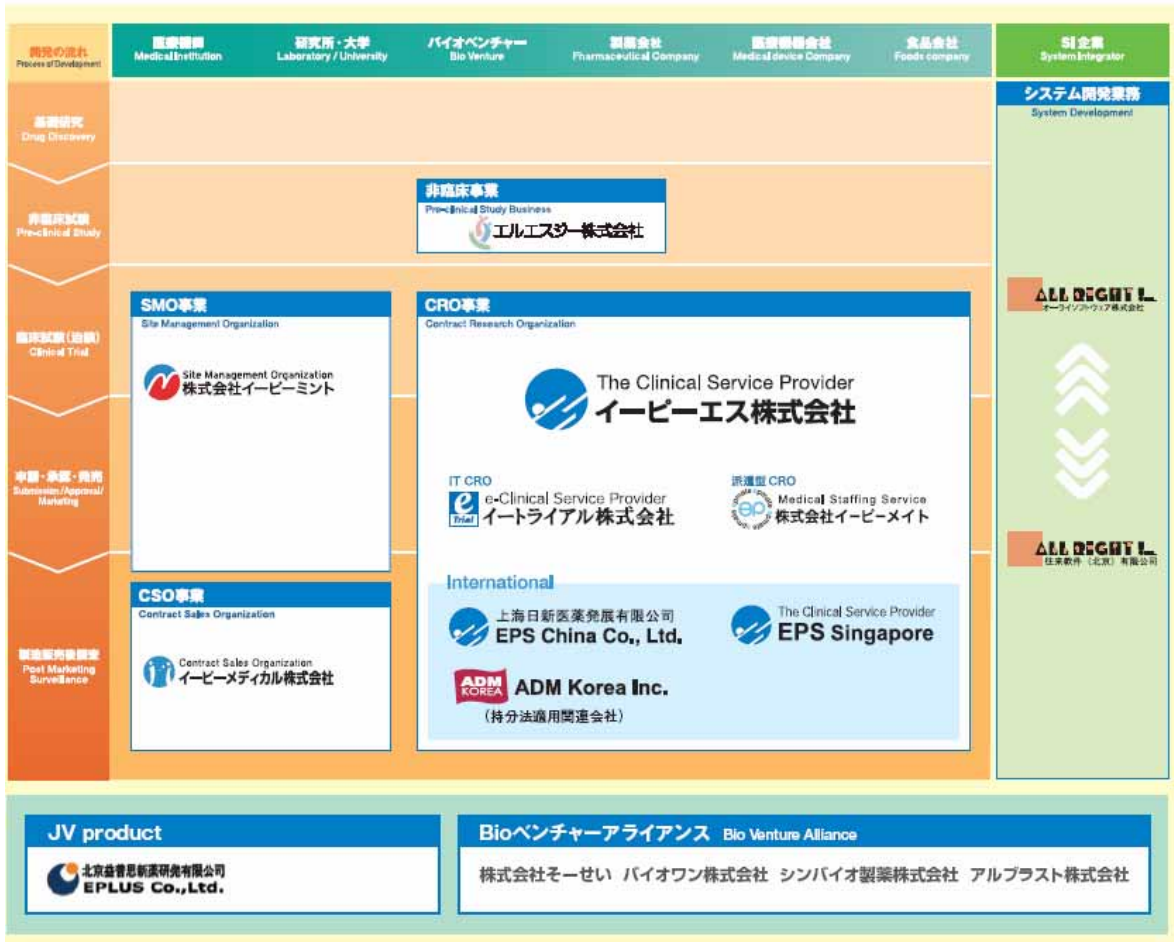 開発の流れ
Process of Development
医療機関
Medical Institution
研究所・大学
Laboratory / University
バイオベンチャー
Bio Venture
製薬会社
Pharmaceutical Company
医療機器会社
Medical device Company
食品会社
Foods company
SI企業
System Integrator
基礎研究
Drug Discovery
非臨床試験
Pre-clinical Study
臨床試験(治験)
Clinical Trial
申請・承認・発売
Submission/Approval/
Marketing
製造販売後調査
Post Marketing
Surveillance
非臨床事業
Pre-clinical Study Business
エルエスジー株式会社
SMO事業
Site Management Organization
Site Management Organization
株式会社イーピーミント
CSO事業
Contract Sales Organization
Contract Sales Organization
イーピーメディカル株式会社
CRO事業
Contract Research Organization
The Clinical Service Provider
イーピーエス株式会社
IT CRO
e-Clinical Service Provider
e Trial イートライアル株式会社
派遣型 CRO
Medical Staffing Service
株式会社イーピーメイト
International
上海日新医薬発展有限公司
EPS China Co., Ltd.
The Clinical Service Provider
EPS Singapore
ADM KOREA
ADM Korea Inc.
(持分法適用関連会社)
システム開発業務
System Development
ALL RIGHT!
オーライソフトウェア株式会社
ALL RIGHT!
往来軟件(北京)有限公司
JV product
北京益普思新薬研発有限公司
EPLUS Co.,Ltd.
Bioベンチャーアライアンス Bio Venture Alliance
株式会社そーせい バイオワン株式会社 シンバイオ製薬株式会社 アルブラスト株式会社